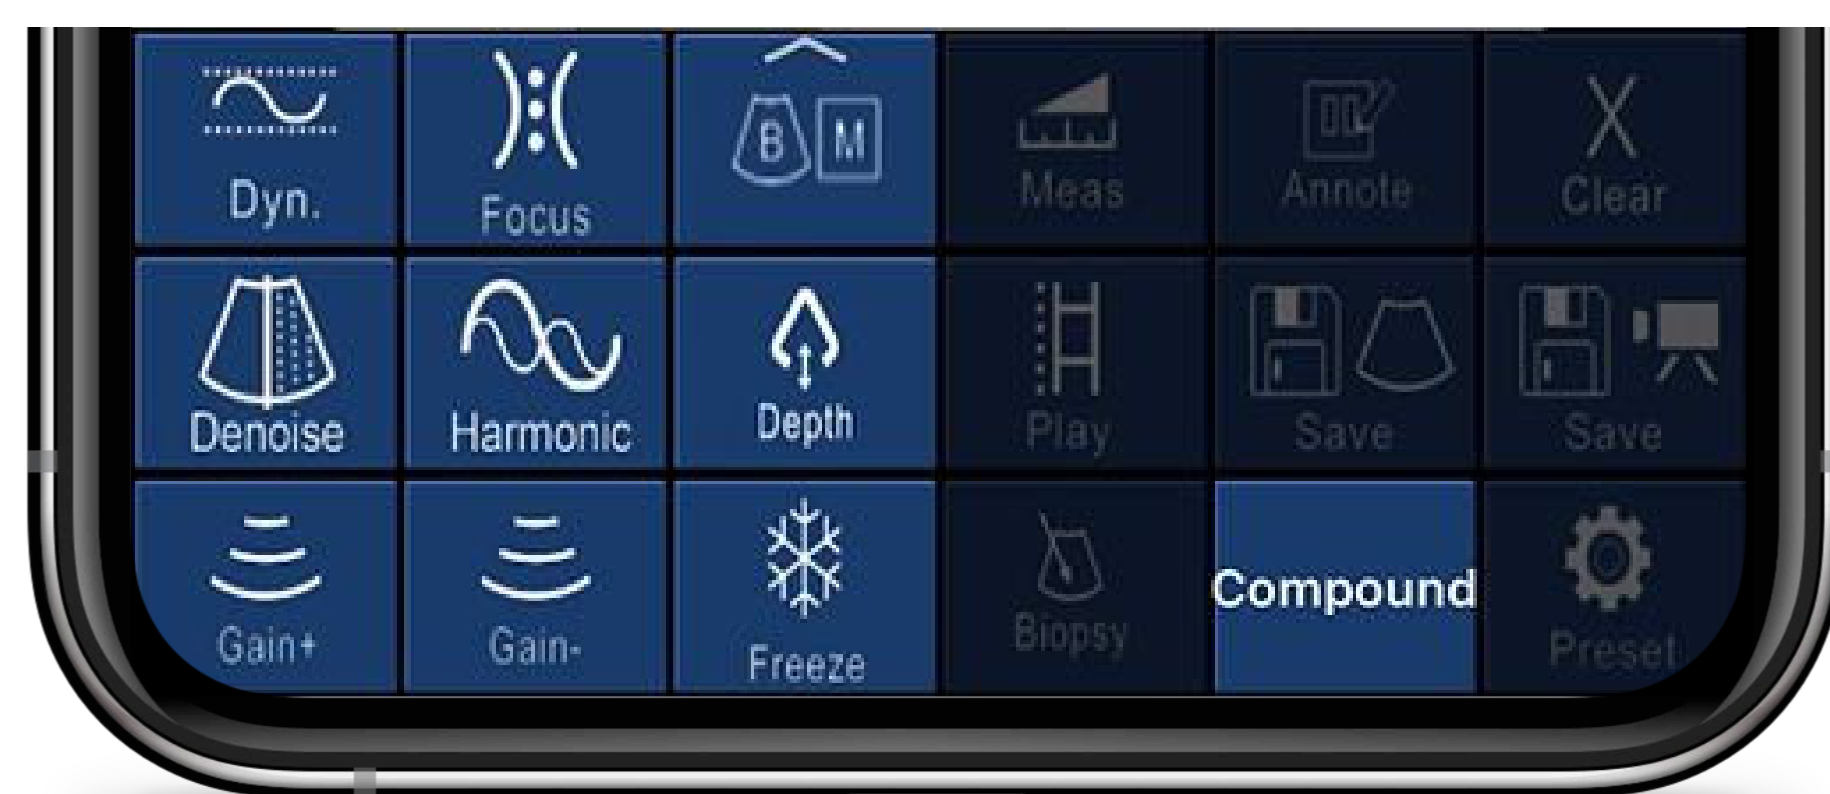 Dyn.
Focus
B M
Meas
Annote
Clear
Denoise
Harmonic
Depth
Play
Save
Save
Gain+
Gain-
Freeze
Biopsy
Compound
Preset